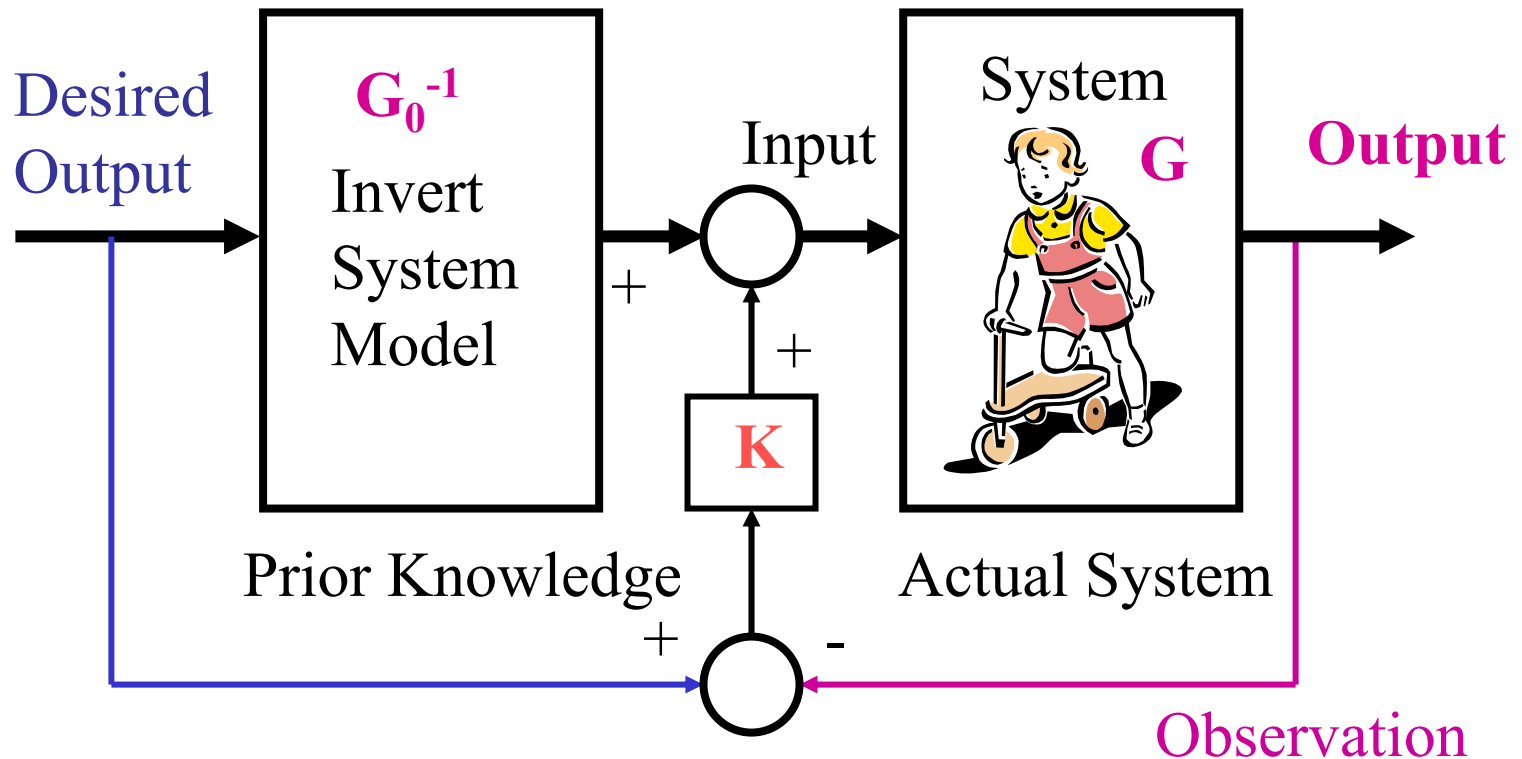 Desired
Output
G₀⁻¹
Invert
System
Model
+
Input
+
K
System
G
Output
Prior Knowledge
Actual System
+
-
Observation